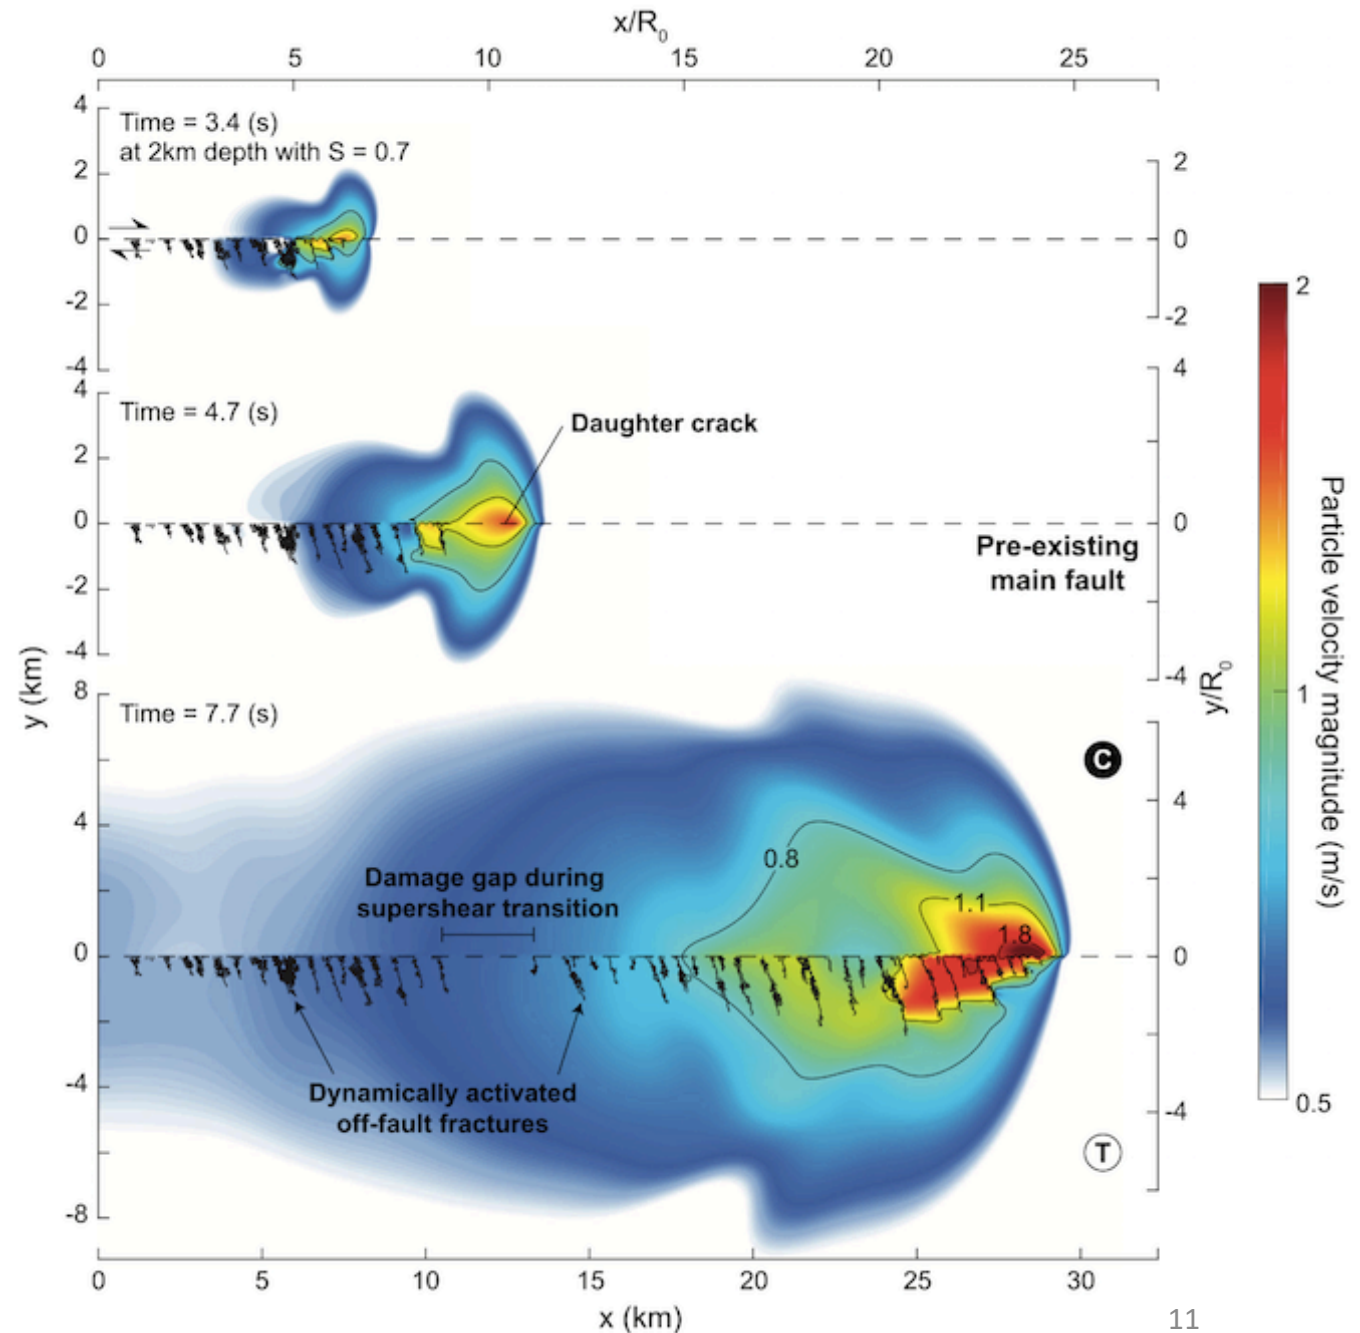 x/R0
0 5 10 15 20 25
4
Time = 3.4 (s)
at 2km depth with S = 0.7
2 2
0 0
-2 -2
-4 4
4
Time = 4.7 (s)
Daughter crack
2
0 0
Pre-existing
main fault
-2
-4 -4
y (km)
y/R0
8
Time = 7.7 (s)
C
4 4
0.8
Damage gap during
supershear transition
1.1
1.8
0 0
-4 -4
Dynamically activated
off-fault fractures
T
-8
0 5 10 15 20 25 30
x (km)
2
1
0.5
Particle velocity magnitude (m/s)
11